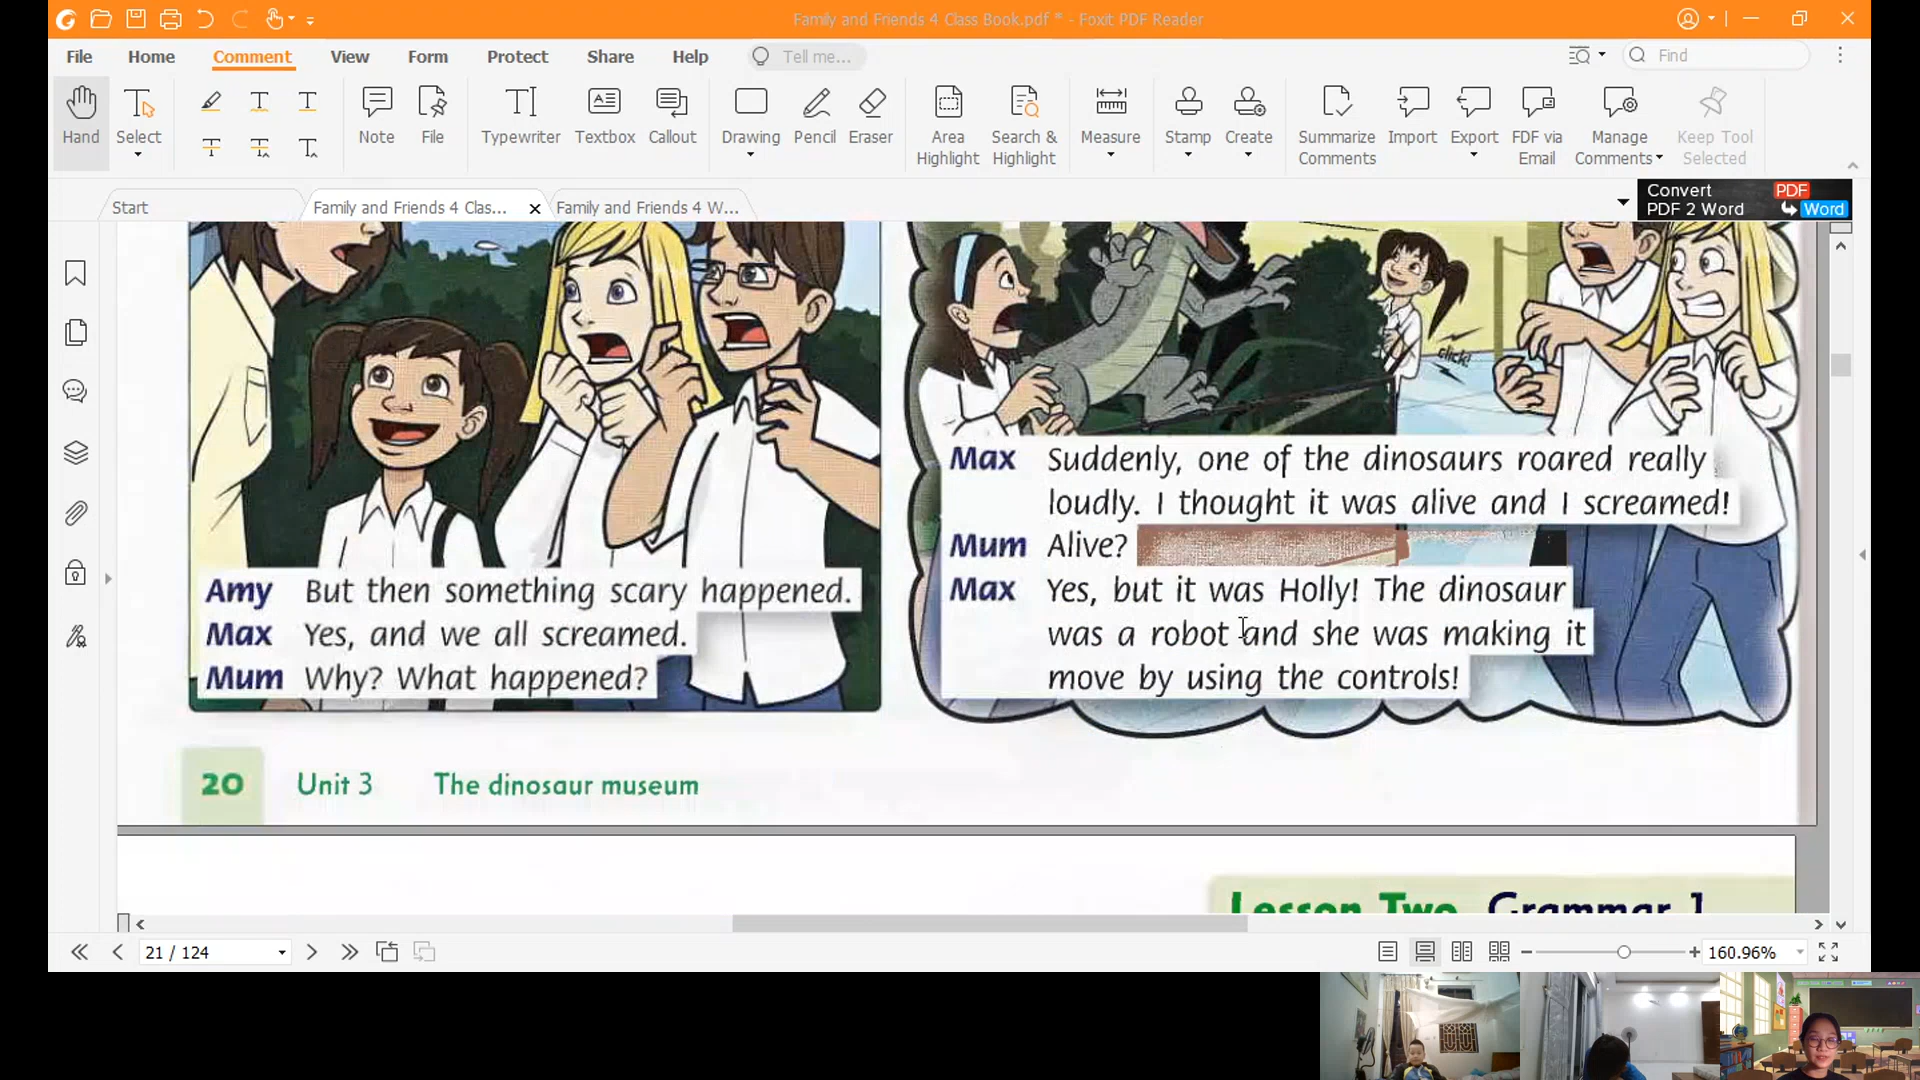 Family and Friends 4 Class Book.pdf * - Foxit PDF Reader
File Home Comment View Form Protect Share Help Tell me... Find
Hand Select Note File Typewriter Textbox Callout Drawing Pencil Eraser Area Highlight Search & Highlight Measure Stamp Create Summarize Comments Import Export FDF via Email Manage Comments Keep Tool Selected
Start Family and Friends 4 Clas... Family and Friends 4 W...
Convert PDF
PDF 2 Word Word
click!
Amy But then something scary happened.
Max Yes, and we all screamed.
Mum Why? What happened?
Max Suddenly, one of the dinosaurs roared really
loudly. I thought it was alive and I screamed!
Mum Alive?
Max Yes, but it was Holly! The dinosaur
was a robot and she was making it
move by using the controls!
20 Unit 3 The dinosaur museum
Lesson Two Grammar 1
21 / 124
160.96%